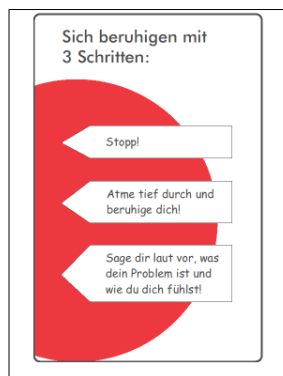 Sich beruhigen mit
3 Schritten:
Stopp!
Atme tief durch und
beruhige dich!
Sage dir laut vor, was
dein Problem ist und
wie du dich fühlst!